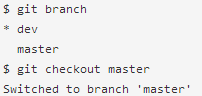 $ git branch
* dev
  master
$ git checkout master
Switched to branch 'master'